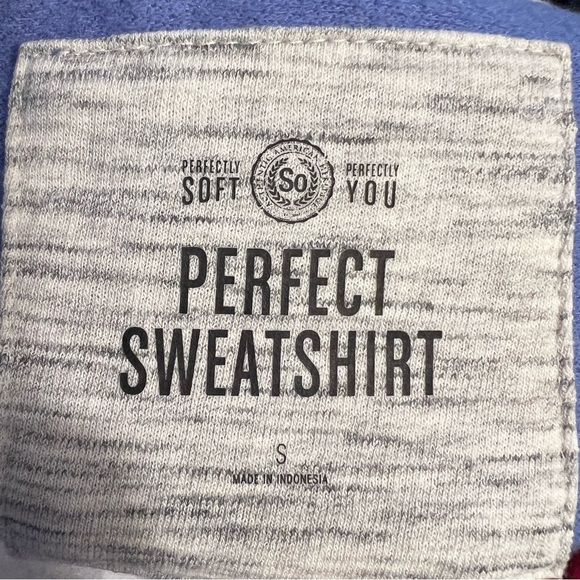 PERFECTLY SOFT
So
PERFECTLY YOU
PERFECT
SWEATSHIRT
S
MADE IN INDONESIA